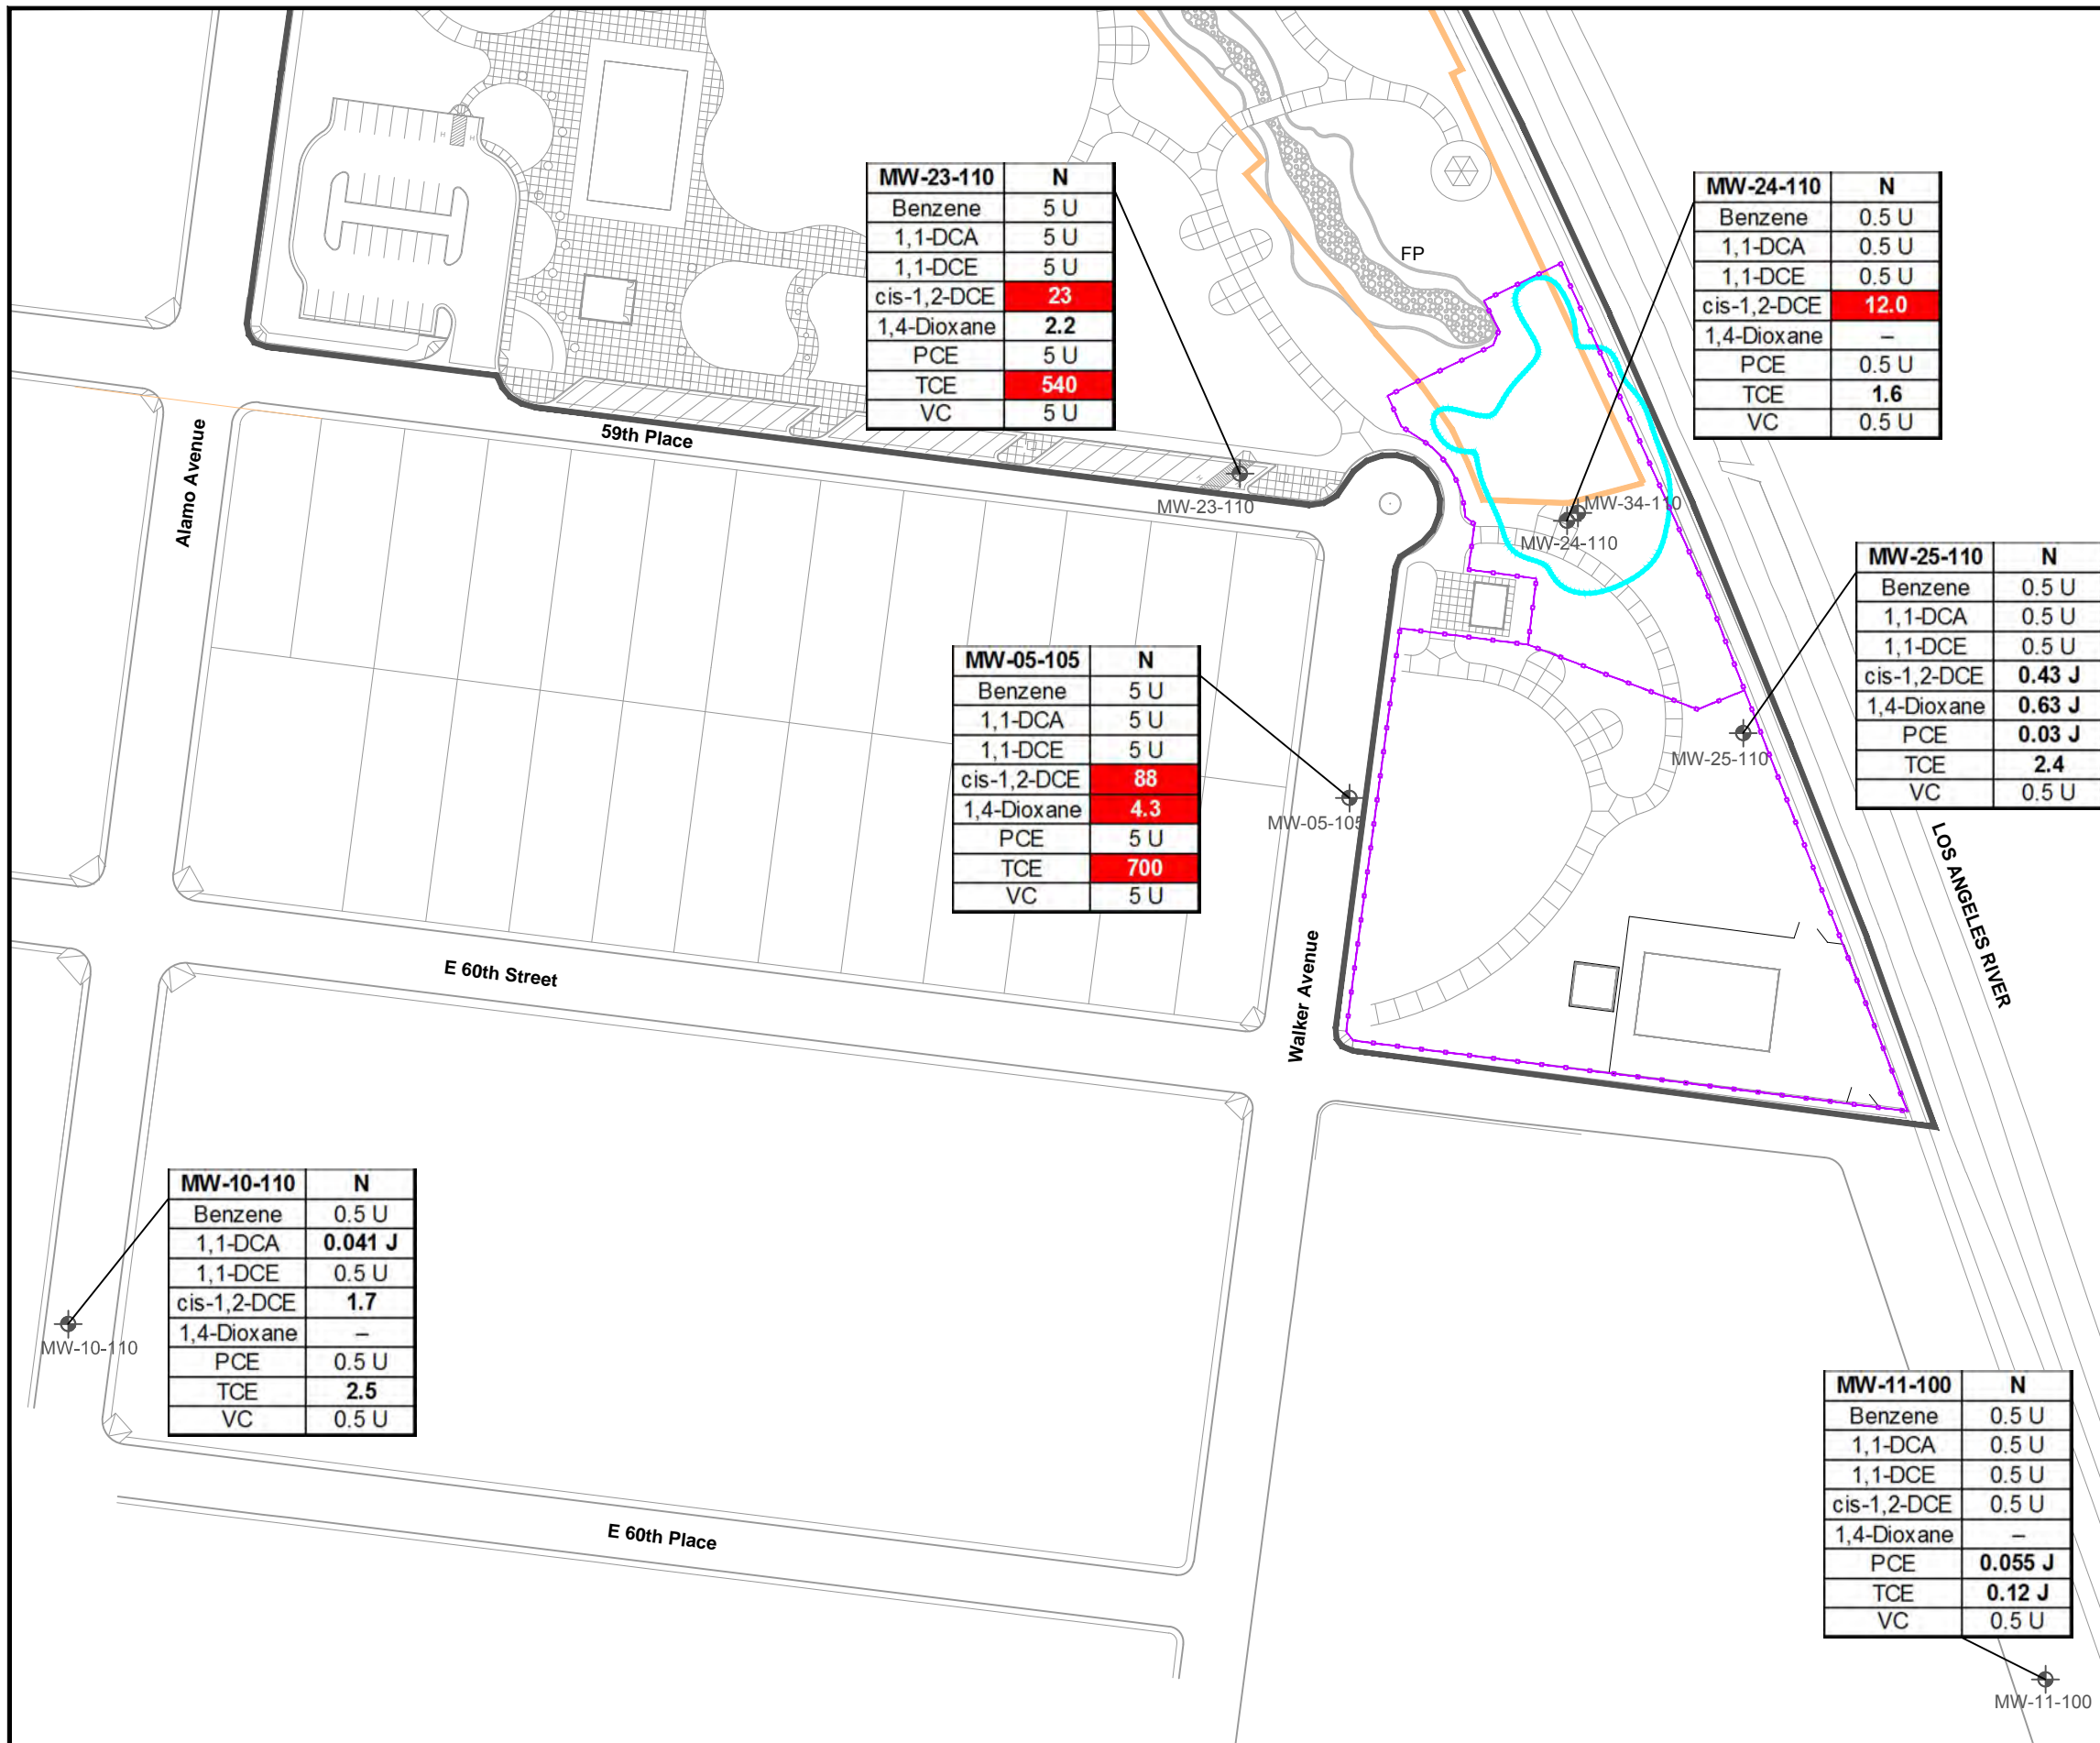 MW-23-110 N
Benzene 5 U
1,1-DCA 5 U
1,1-DCE 5 U
cis-1,2-DCE 23
1,4-Dioxane 2.2
PCE 5 U
TCE 540
VC 5 U
MW-24-110 N
Benzene 0.5 U
1,1-DCA 0.5 U
1,1-DCE 0.5 U
cis-1,2-DCE 12.0
1,4-Dioxane –
PCE 0.5 U
TCE 1.6
VC 0.5 U
H H
FP
59th Place
Alamo Avenue
H
MW-23-110
MW-34-110
MW-24-110
MW-25-110 N
Benzene 0.5 U
1,1-DCA 0.5 U
1,1-DCE 0.5 U
cis-1,2-DCE 0.43 J
1,4-Dioxane 0.63 J
PCE 0.03 J
TCE 2.4
VC 0.5 U
MW-05-105 N
Benzene 5 U
1,1-DCA 5 U
1,1-DCE 5 U
cis-1,2-DCE 88
1,4-Dioxane 4.3
PCE 5 U
TCE 700
VC 5 U
MW-25-110
MW-05-105
LOS ANGELES RIVER
E 60th Street
Walker Avenue
MW-10-110 N
Benzene 0.5 U
1,1-DCA 0.041 J
1,1-DCE 0.5 U
cis-1,2-DCE 1.7
1,4-Dioxane –
PCE 0.5 U
TCE 2.5
VC 0.5 U
MW-10-110
MW-11-100 N
Benzene 0.5 U
1,1-DCA 0.5 U
1,1-DCE 0.5 U
cis-1,2-DCE 0.5 U
1,4-Dioxane –
PCE 0.055 J
TCE 0.12 J
VC 0.5 U
E 60th Place
MW-11-100